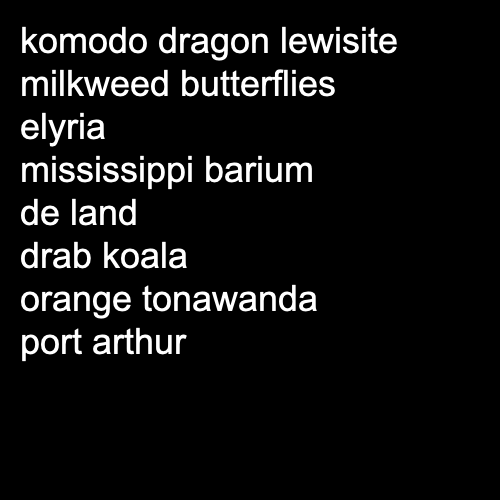 komodo dragon lewisite
milkweed butterflies
elyria
mississippi barium
de land
drab koala
orange tonawanda
port arthur